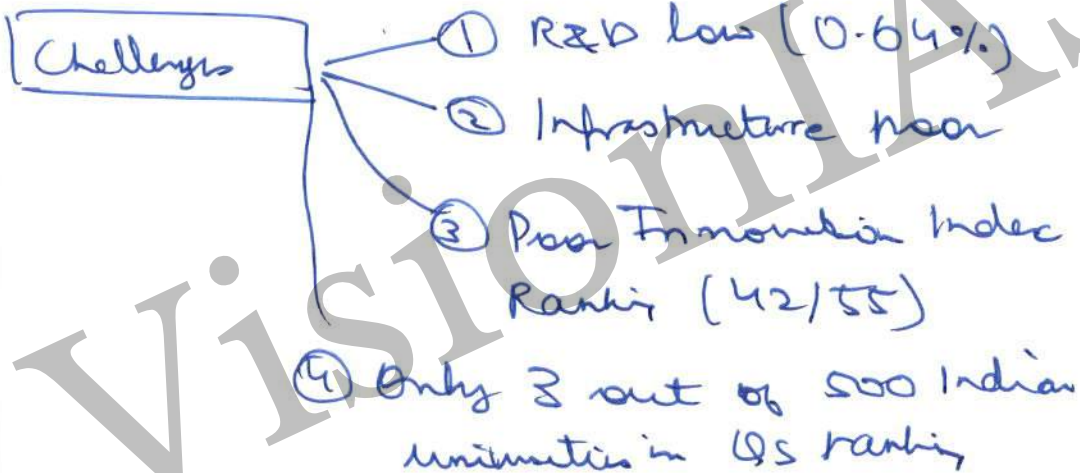 Challenges
① R&D low (0.64%)
② Infrastructure poor
③ Poor Innovation Index
Ranking (42/55)
④ Only 3 out of 500 Indian
universities in QS ranking
VisionIAS